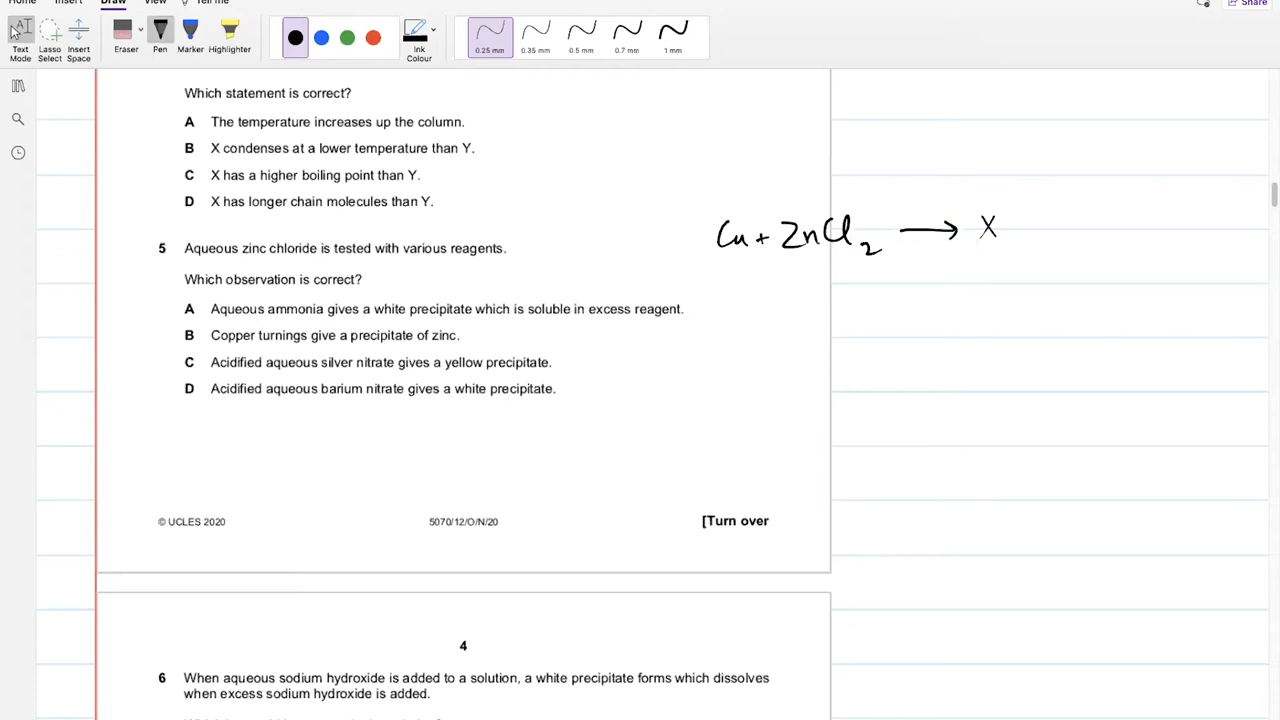 Home Insert Draw View Tell me
Share
Text Mode
Lasso Select
Insert Space
Eraser
Pen
Marker
Highlighter
Ink Colour
0.25 mm
0.35 mm
0.5 mm
0.7 mm
1 mm
Which statement is correct?
A The temperature increases up the column.
B X condenses at a lower temperature than Y.
C X has a higher boiling point than Y.
D X has longer chain molecules than Y.
Cu + ZnCl2 → X
5 Aqueous zinc chloride is tested with various reagents.
Which observation is correct?
A Aqueous ammonia gives a white precipitate which is soluble in excess reagent.
B Copper turnings give a precipitate of zinc.
C Acidified aqueous silver nitrate gives a yellow precipitate.
D Acidified aqueous barium nitrate gives a white precipitate.
© UCLES 2020 5070/12/O/N/20 [Turn over
4
6 When aqueous sodium hydroxide is added to a solution, a white precipitate forms which dissolves
when excess sodium hydroxide is added.